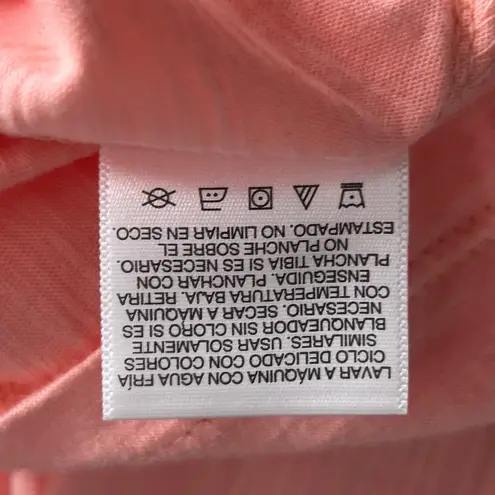 LAVAR A MÁQUINA CON AGUA FRÍA
CICLO DELICADO CON COLORES
SIMILARES. USAR SOLAMENTE
BLANQUEADOR SIN CLORO SI ES
NECESARIO. SECAR A MAQUINA
CON TEMPERATURA BAJA. RETIRA
ENSEGUIDA. PLANCHAR CON
PLANCHA TIBIA SI ES NECESARIO.
NO PLANCHE SOBRE EL
ESTAMPADO. NO LIMPIAR EN SECO.